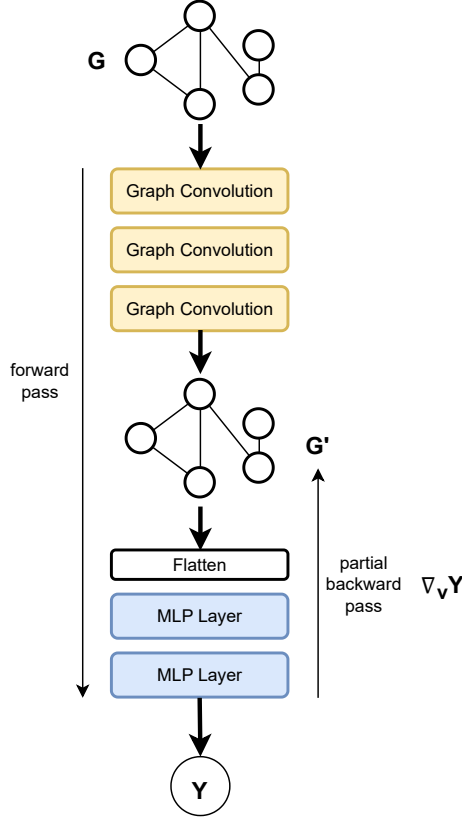 G
Graph Convolution
Graph Convolution
Graph Convolution
forward
pass
G'
partial
backward
pass
∇vY
Flatten
MLP Layer
MLP Layer
Y